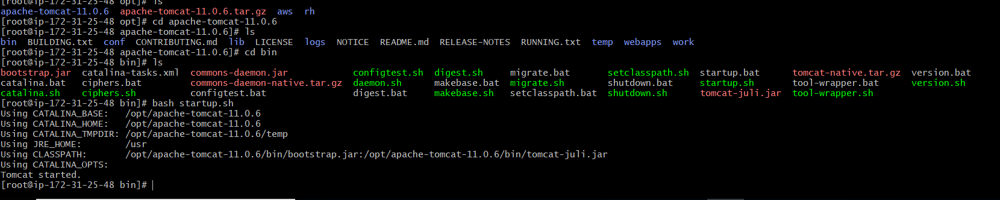 [root@ip-172-31-25-48 opt]# ls
apache-tomcat-11.0.6  apache-tomcat-11.0.6.tar.gz  aws  rh
[root@ip-172-31-25-48 opt]# cd apache-tomcat-11.0.6
[root@ip-172-31-25-48 apache-tomcat-11.0.6]# ls
bin  BUILDING.txt  conf  CONTRIBUTING.md  lib  LICENSE  logs  NOTICE  README.md  RELEASE-NOTES  RUNNING.txt  temp  webapps  work
[root@ip-172-31-25-48 apache-tomcat-11.0.6]# cd bin
[root@ip-172-31-25-48 bin]# ls
bootstrap.jar  catalina-tasks.xml  commons-daemon.jar            configtest.sh  digest.sh    migrate.bat      setclasspath.sh  startup.bat      tomcat-native.tar.gz  version.bat
catalina.bat   ciphers.bat         commons-daemon-native.tar.gz  daemon.sh      makebase.bat  migrate.sh       shutdown.bat     startup.sh       tool-wrapper.bat      version.sh
catalina.sh    ciphers.sh          configtest.bat                digest.bat     makebase.sh   setclasspath.bat  shutdown.sh      tomcat-juli.jar  tool-wrapper.sh
[root@ip-172-31-25-48 bin]# bash startup.sh
Using CATALINA_BASE:   /opt/apache-tomcat-11.0.6
Using CATALINA_HOME:   /opt/apache-tomcat-11.0.6
Using CATALINA_TMPDIR: /opt/apache-tomcat-11.0.6/temp
Using JRE_HOME:        /usr
Using CLASSPATH:       /opt/apache-tomcat-11.0.6/bin/bootstrap.jar:/opt/apache-tomcat-11.0.6/bin/tomcat-juli.jar
Using CATALINA_OPTS:
Tomcat started.
[root@ip-172-31-25-48 bin]#